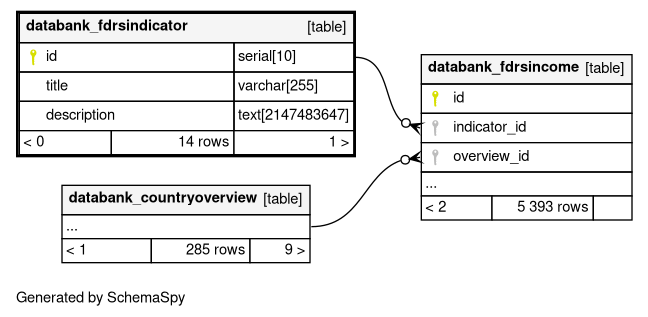 databank_fdrsindicator [table]
id serial[10]
title varchar[255]
description text[2147483647]
< 0 14 rows 1 >
databank_fdrsincome [table]
id
indicator_id
overview_id
...
< 2 5 393 rows
databank_countryoverview [table]
...
< 1 285 rows 9 >
Generated by SchemaSpy